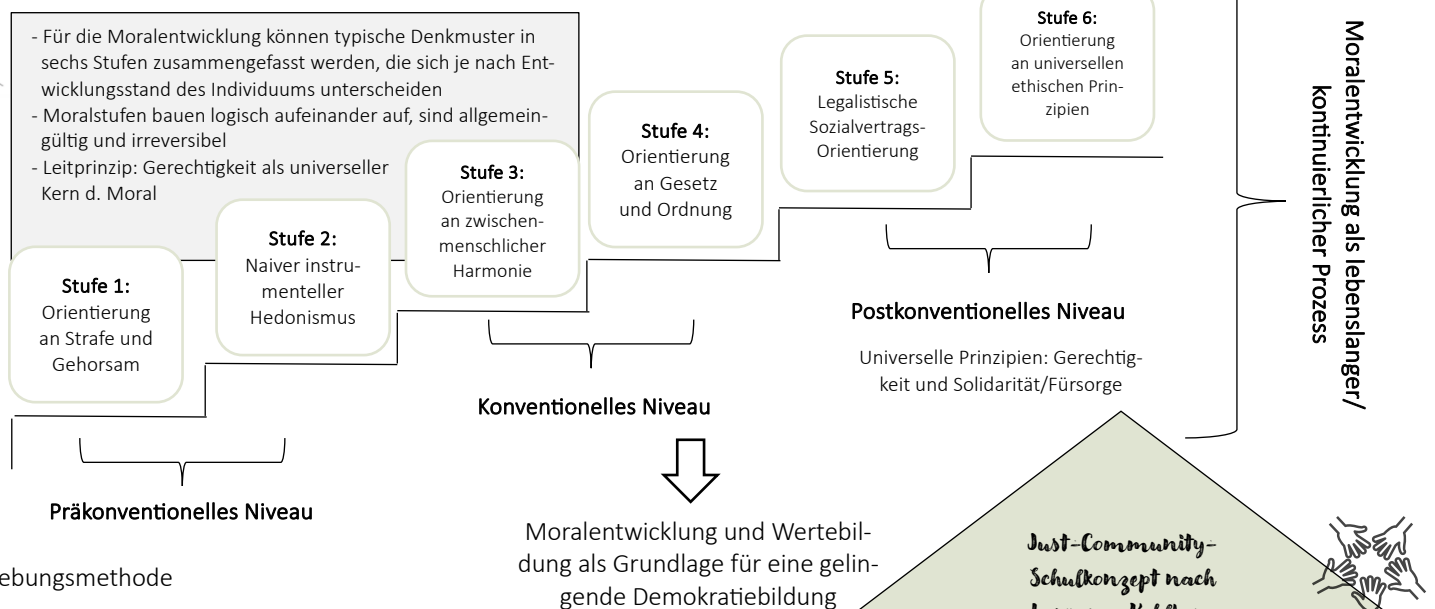 - Für die Moralentwicklung können typische Denkmuster in
sechs Stufen zusammengefasst werden, die sich je nach Ent-
wicklungsstand des Individuums unterscheiden
- Moralstufen bauen logisch aufeinander auf, sind allgemein-
gültig und irreversibel
- Leitprinzip: Gerechtigkeit als universeller
Kern d. Moral
Stufe 1:
Orientierung
an Strafe und
Gehorsam
Stufe 2:
Naiver instru-
menteller
Hedonismus
Stufe 3:
Orientierung
an zwischen-
menschlicher
Harmonie
Stufe 4:
Orientierung
an Gesetz
und Ordnung
Stufe 5:
Legalistische
Sozialvertrags-
Orientierung
Stufe 6:
Orientierung
an universellen
ethischen Prin-
zipien
Präkonventionelles Niveau
Konventionelles Niveau
Postkonventionelles Niveau
Universelle Prinzipien: Gerechtig-
keit und Solidarität/Fürsorge
Moralentwicklung als lebenslanger/
kontinuierlicher Prozess
Moralentwicklung und Wertebil-
dung als Grundlage für eine gelin-
gende Demokratiebildung
ebungsmethode
Just-Community-
Schulkonzept nach